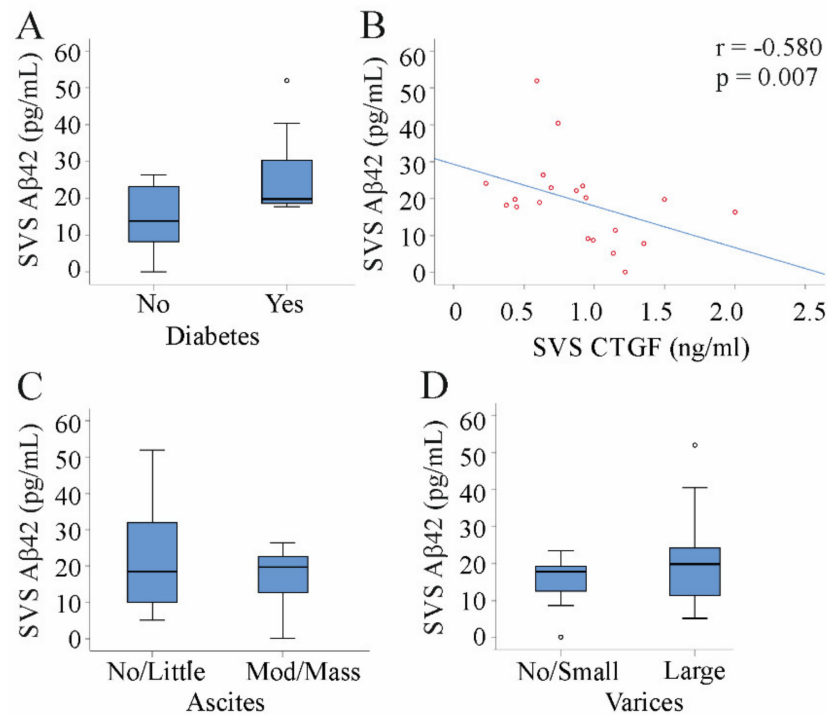 A
SVS Aβ42 (pg/mL)
60
50
40
30
20
10
0
No Yes
Diabetes
B
r = -0.580
p = 0.007
SVS Aβ42 (pg/mL)
60
50
40
30
20
10
0
0 0.5 1.0 1.5 2.0 2.5
SVS CTGF (ng/ml)
C
SVS Aβ42 (pg/mL)
60
50
40
30
20
10
0
No/Little Mod/Mass
Ascites
D
SVS Aβ42 (pg/mL)
60
50
40
30
20
10
0
No/Small Large
Varices